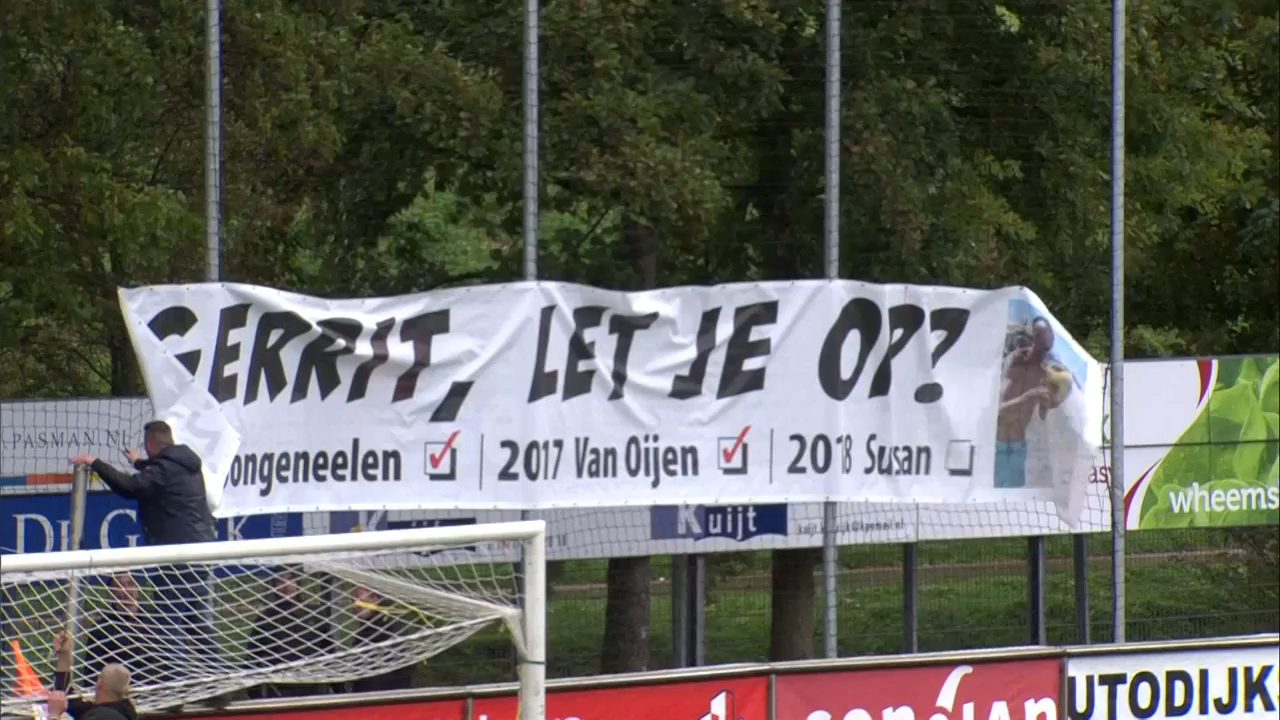 GERRIT, LET JE OP?
ongeneelen | 2017 Van Oijen | 2018 Susan
PASMAN.NL
Kuijt
wheems
UTODIJK